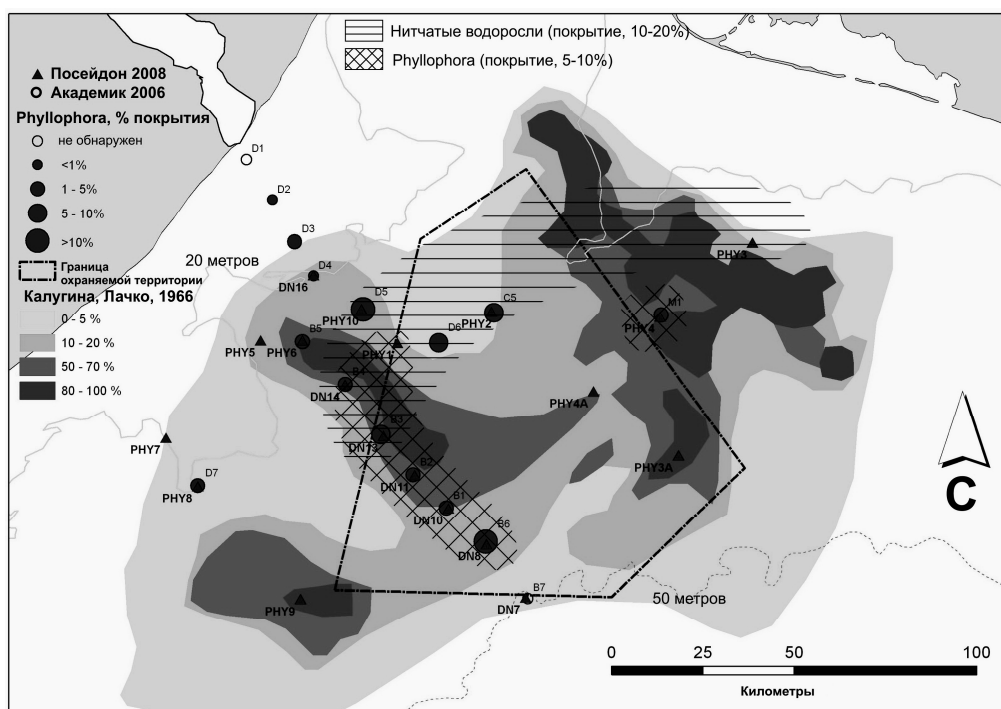 Нитчатые водоросли (покрытие, 10-20%)
Phyllophora (покрытие, 5-10%)
Посейдон 2008
Академик 2006
Phyllophora, % покрытия
не обнаружен
<1%
1 - 5%
5 - 10%
>10%
Граница
охраняемой территории
Калугина, Лачко, 1966
0 - 5 %
10 - 20 %
50 - 70 %
80 - 100 %
D1
D2
D3
20 метров
D4
DN16
D5
PHY10
C5
PHY2
PHY3
M1
PHY4
B5
PHY5
PHY6
PHY1
D6
DN14
PHY4A
B3
DN13
PHY7
B2
DN11
PHY3A
D7
PHY8
B1
DN10
B6
DN8
PHY9
B7
DN7
50 метров
С
0
25
50
100
Километры